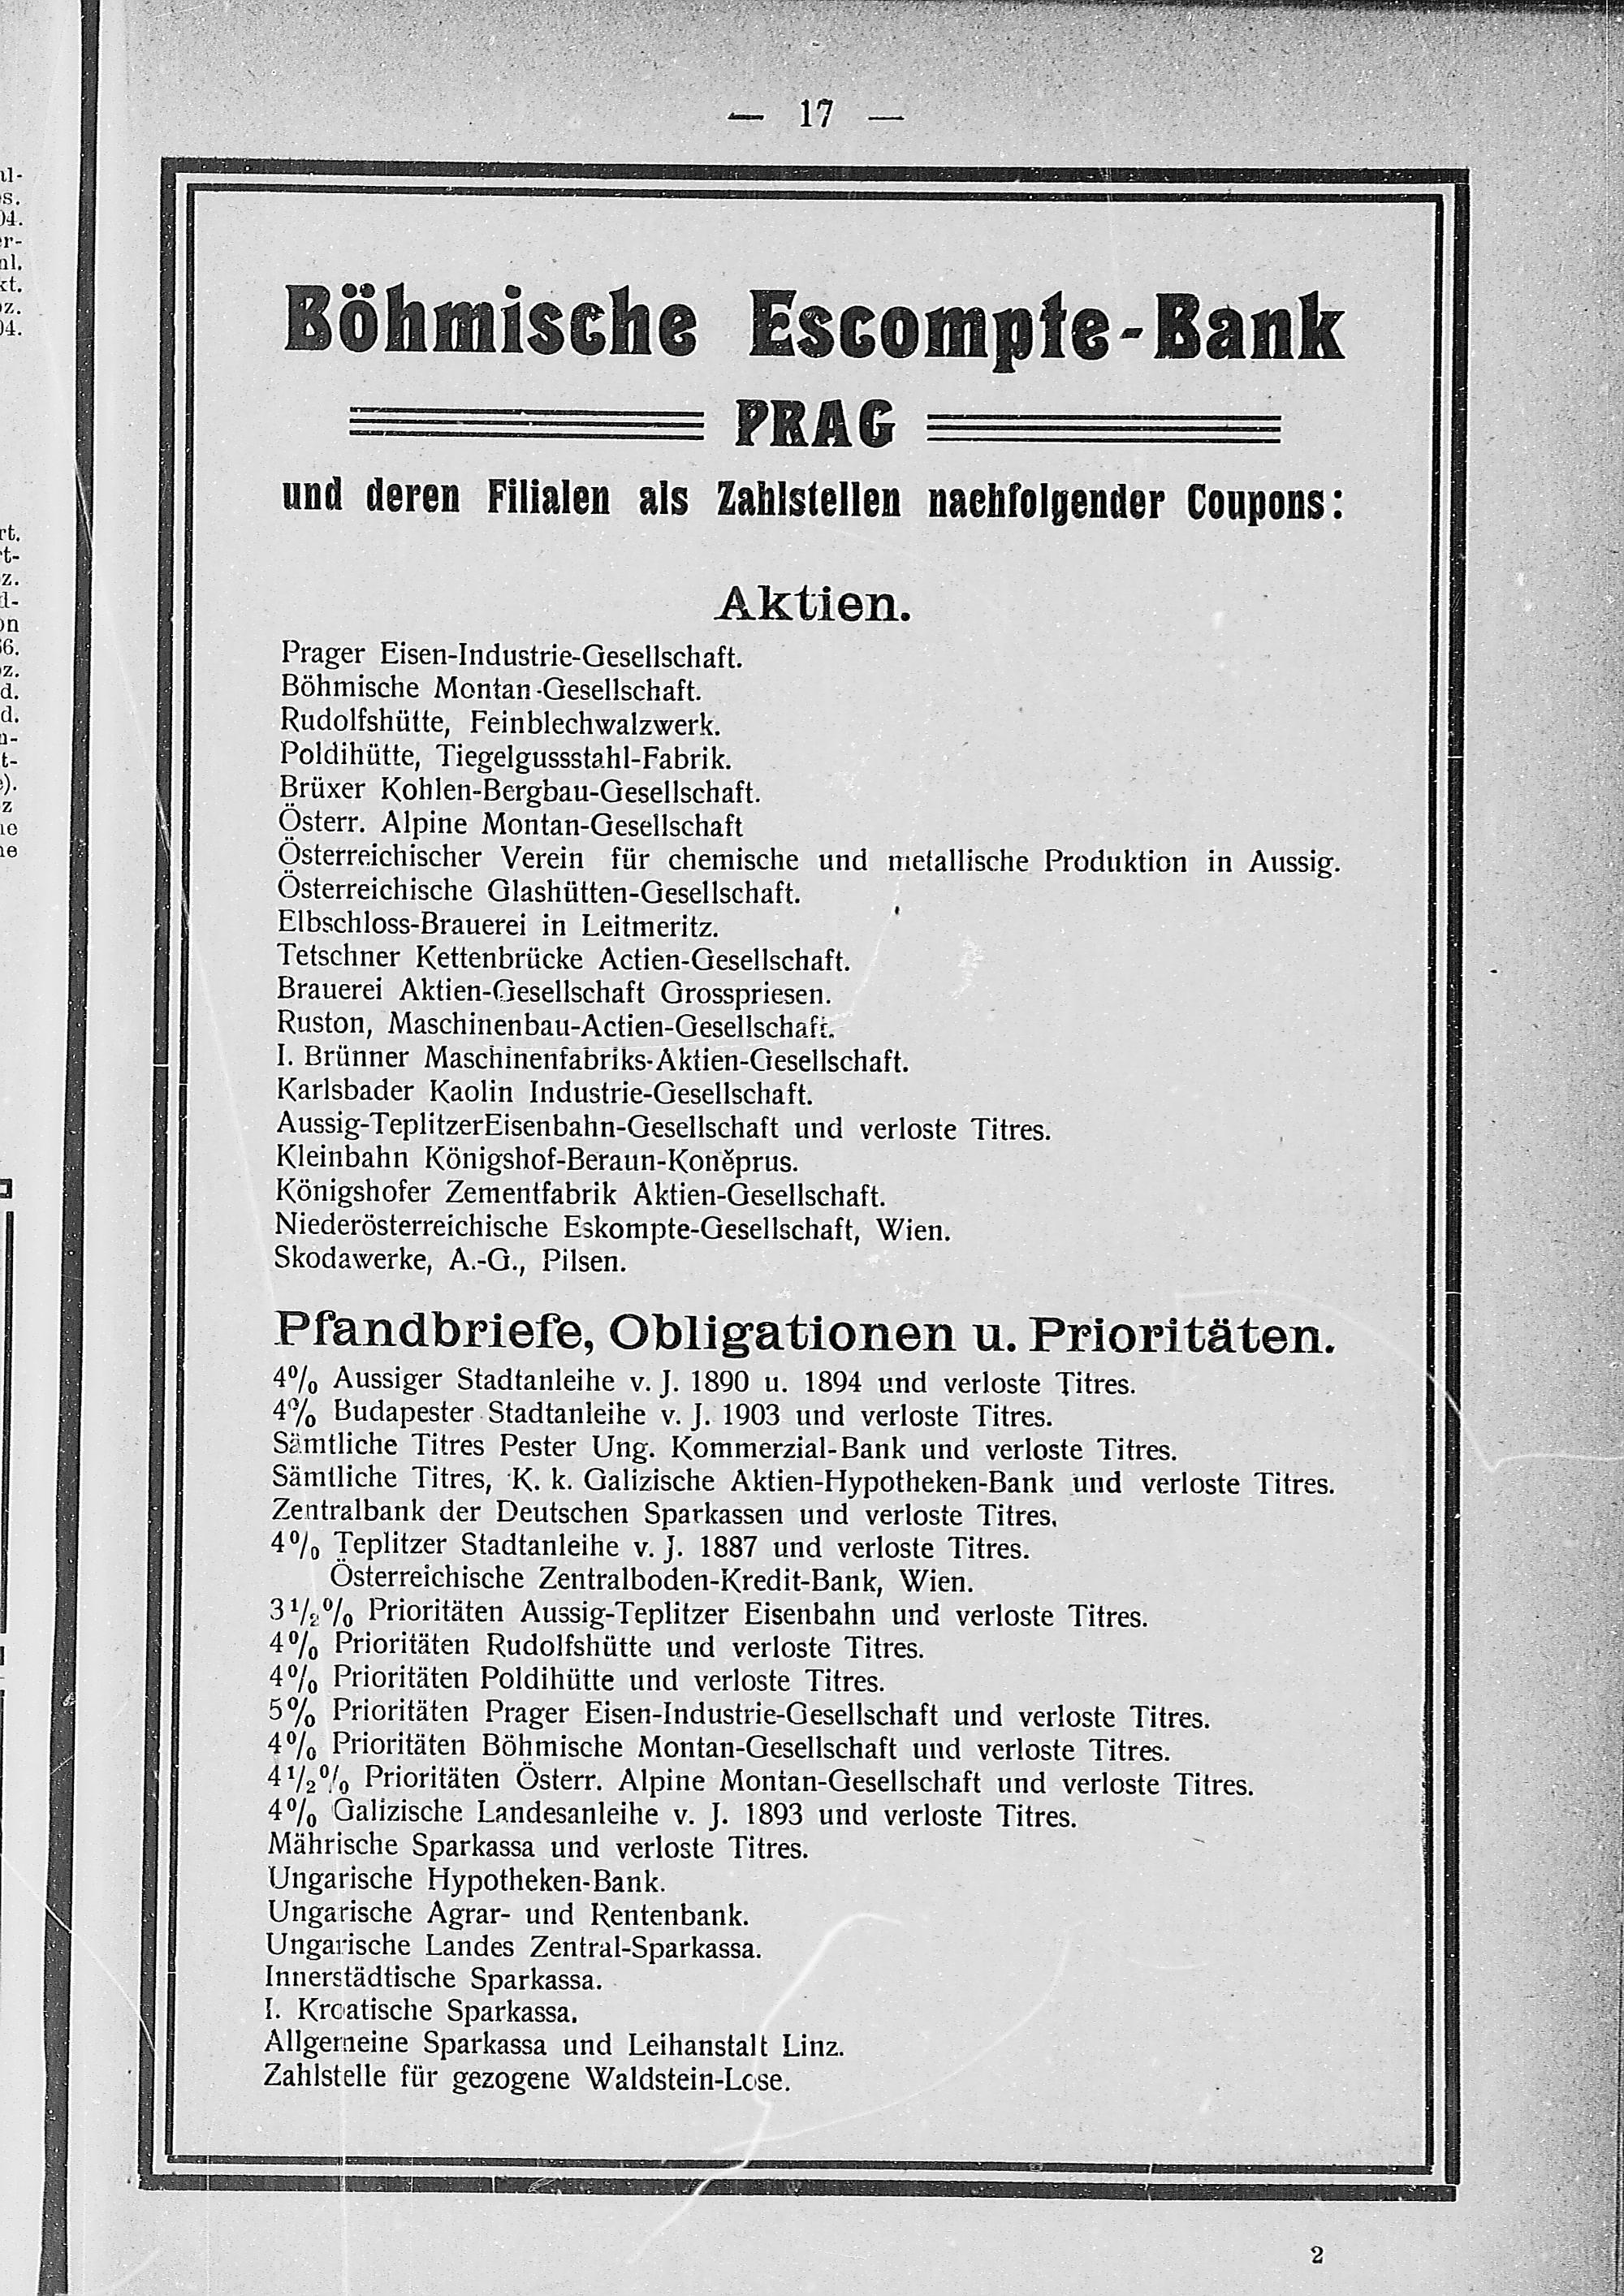 — 17 —
Böhmische Escompte-Bank
PRAG
und deren Filialen als Zahlstellen nachfolgender Coupons:
Aktien.
Prager Eisen-Industrie-Gesellschaft.
Böhmische Montan-Gesellschaft.
Rudolfshütte, Feinblechwalzwerk.
Poldihütte, Tiegelgussstahl-Fabrik.
Brüxer Kohlen-Bergbau-Gesellschaft.
Österr. Alpine Montan-Gesellschaft
Österreichischer Verein für chemische und metallische Produktion in Aussig.
Österreichische Glashütten-Gesellschaft.
Elbschloss-Brauerei in Leitmeritz.
Tetschner Kettenbrücke Actien-Gesellschaft.
Brauerei Aktien-Gesellschaft Grosspriesen.
Ruston, Maschinenbau-Actien-Gesellschaft.
I. Brünner Maschinenfabriks-Aktien-Gesellschaft.
Karlsbader Kaolin Industrie-Gesellschaft.
Aussig-TeplitzerEisenbahn-Gesellschaft und verloste Titres.
Kleinbahn Königshof-Beraun-Koněprus.
Königshofer Zementfabrik Aktien-Gesellschaft.
Niederösterreichische Eskompte-Gesellschaft, Wien.
Skodawerke, A.-G., Pilsen.
Pfandbriefe, Obligationen u. Prioritäten.
4% Aussiger Stadtanleihe v. J. 1890 u. 1894 und verloste Titres.
4% Budapester Stadtanleihe v. J. 1903 und verloste Titres.
Sämtliche Titres Pester Ung. Kommerzial-Bank und verloste Titres.
Sämtliche Titres, K. k. Galizische Aktien-Hypotheken-Bank und verloste Titres.
Zentralbank der Deutschen Sparkassen und verloste Titres.
4% Teplitzer Stadtanleihe v. J. 1887 und verloste Titres.
Österreichische Zentralboden-Kredit-Bank, Wien.
3 1/2% Prioritäten Aussig-Teplitzer Eisenbahn und verloste Titres.
4% Prioritäten Rudolfshütte und verloste Titres.
4% Prioritäten Poldihütte und verloste Titres.
5% Prioritäten Prager Eisen-Industrie-Gesellschaft und verloste Titres.
4% Prioritäten Böhmische Montan-Gesellschaft und verloste Titres.
4 1/2% Prioritäten Österr. Alpine Montan-Gesellschaft und verloste Titres.
4% Galizische Landesanleihe v. J. 1893 und verloste Titres.
Mährische Sparkassa und verloste Titres.
Ungarische Hypotheken-Bank.
Ungarische Agrar- und Rentenbank.
Ungarische Landes Zentral-Sparkassa.
Innerstädtische Sparkassa.
I. Kroatische Sparkassa.
Allgemeine Sparkassa und Leihanstalt Linz.
Zahlstelle für gezogene Waldstein-Lose.
2